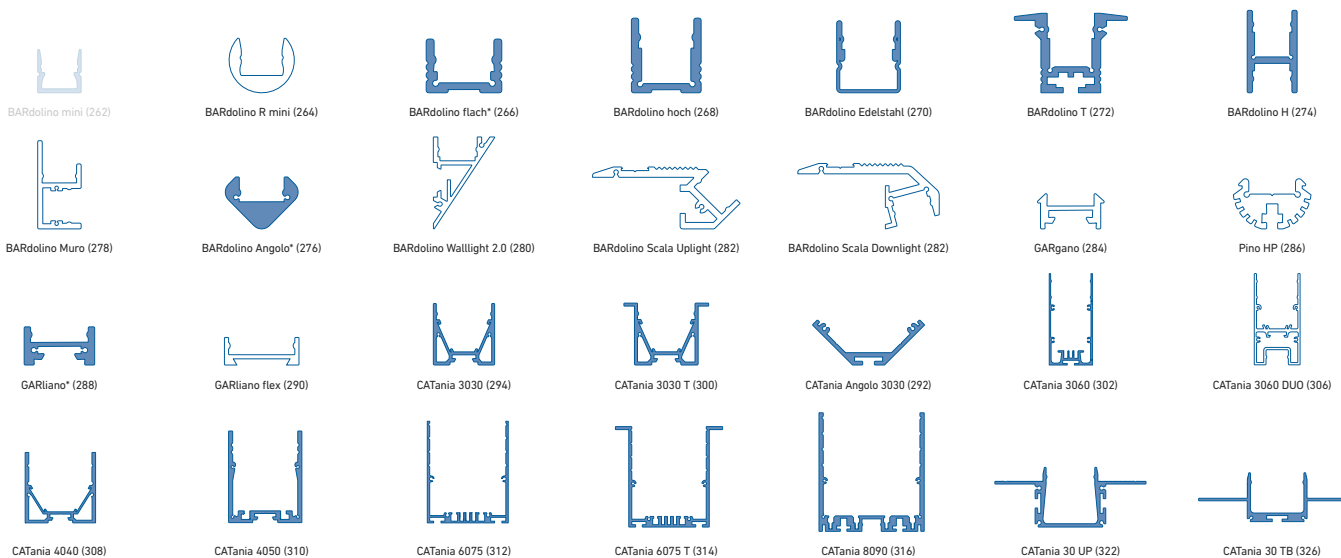 BARdolino mini (262)
BARdolino R mini (264)
BARdolino flach* (266)
BARdolino hoch (268)
BARdolino Edelstahl (270)
BARdolino T (272)
BARdolino H (274)
BARdolino Muro (278)
BARdolino Angolo* (276)
BARdolino Walllight 2.0 (280)
BARdolino Scala Uplight (282)
BARdolino Scala Downlight (282)
GARgano (284)
Pino HP (286)
GARliano* (288)
GARliano flex (290)
CATania 3030 (294)
CATania 3030 T (300)
CATania Angolo 3030 (292)
CATania 3060 (302)
CATania 3060 DUO (306)
CATania 4040 (308)
CATania 4050 (310)
CATania 6075 (312)
CATania 6075 T (314)
CATania 8090 (316)
CATania 30 UP (322)
CATania 30 TB (326)